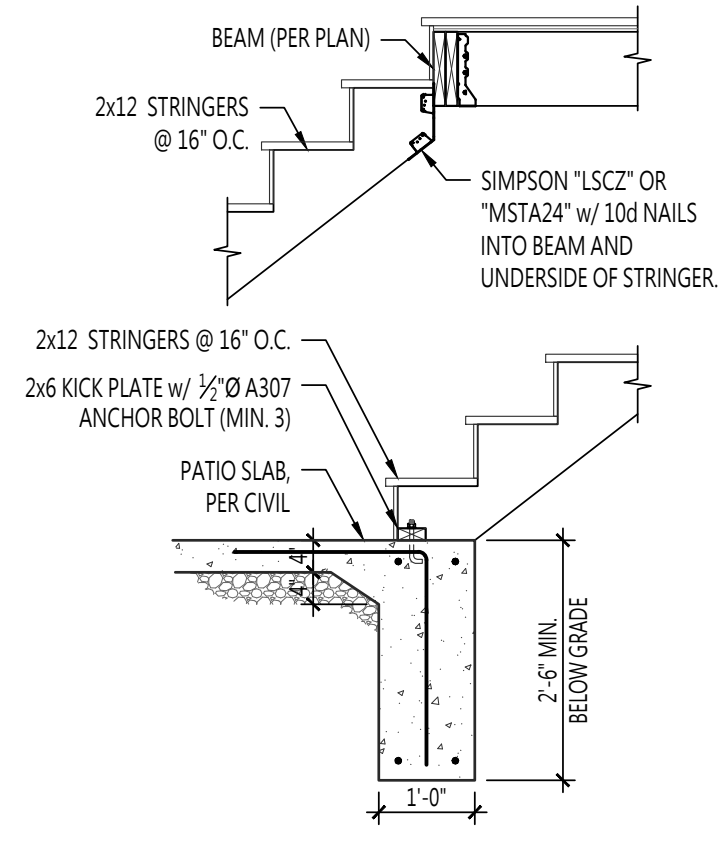 BEAM (PER PLAN)
2x12 STRINGERS
@ 16" O.C.
SIMPSON "LSCZ" OR
"MSTA24" w/ 10d NAILS
INTO BEAM AND
UNDERSIDE OF STRINGER.
2x12 STRINGERS @ 16" O.C.
2x6 KICK PLATE w/ ½"Ø A307
ANCHOR BOLT (MIN. 3)
PATIO SLAB,
PER CIVIL
4"
4"
2'-6" MIN.
BELOW GRADE
1'-0"